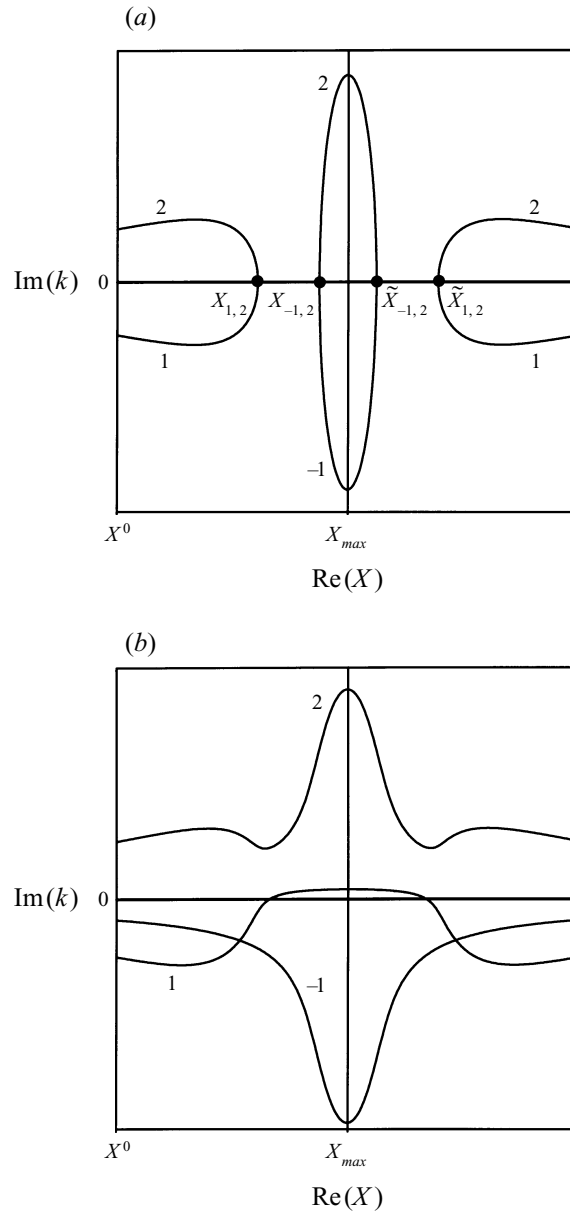 (a)
2
2
2
Im(k)
0
X1, 2
X−1, 2
X̃−1, 2
X̃1, 2
1
−1
1
X⁰
Xmax
Re(X)
(b)
2
Im(k)
0
1
−1
X⁰
Xmax
Re(X)